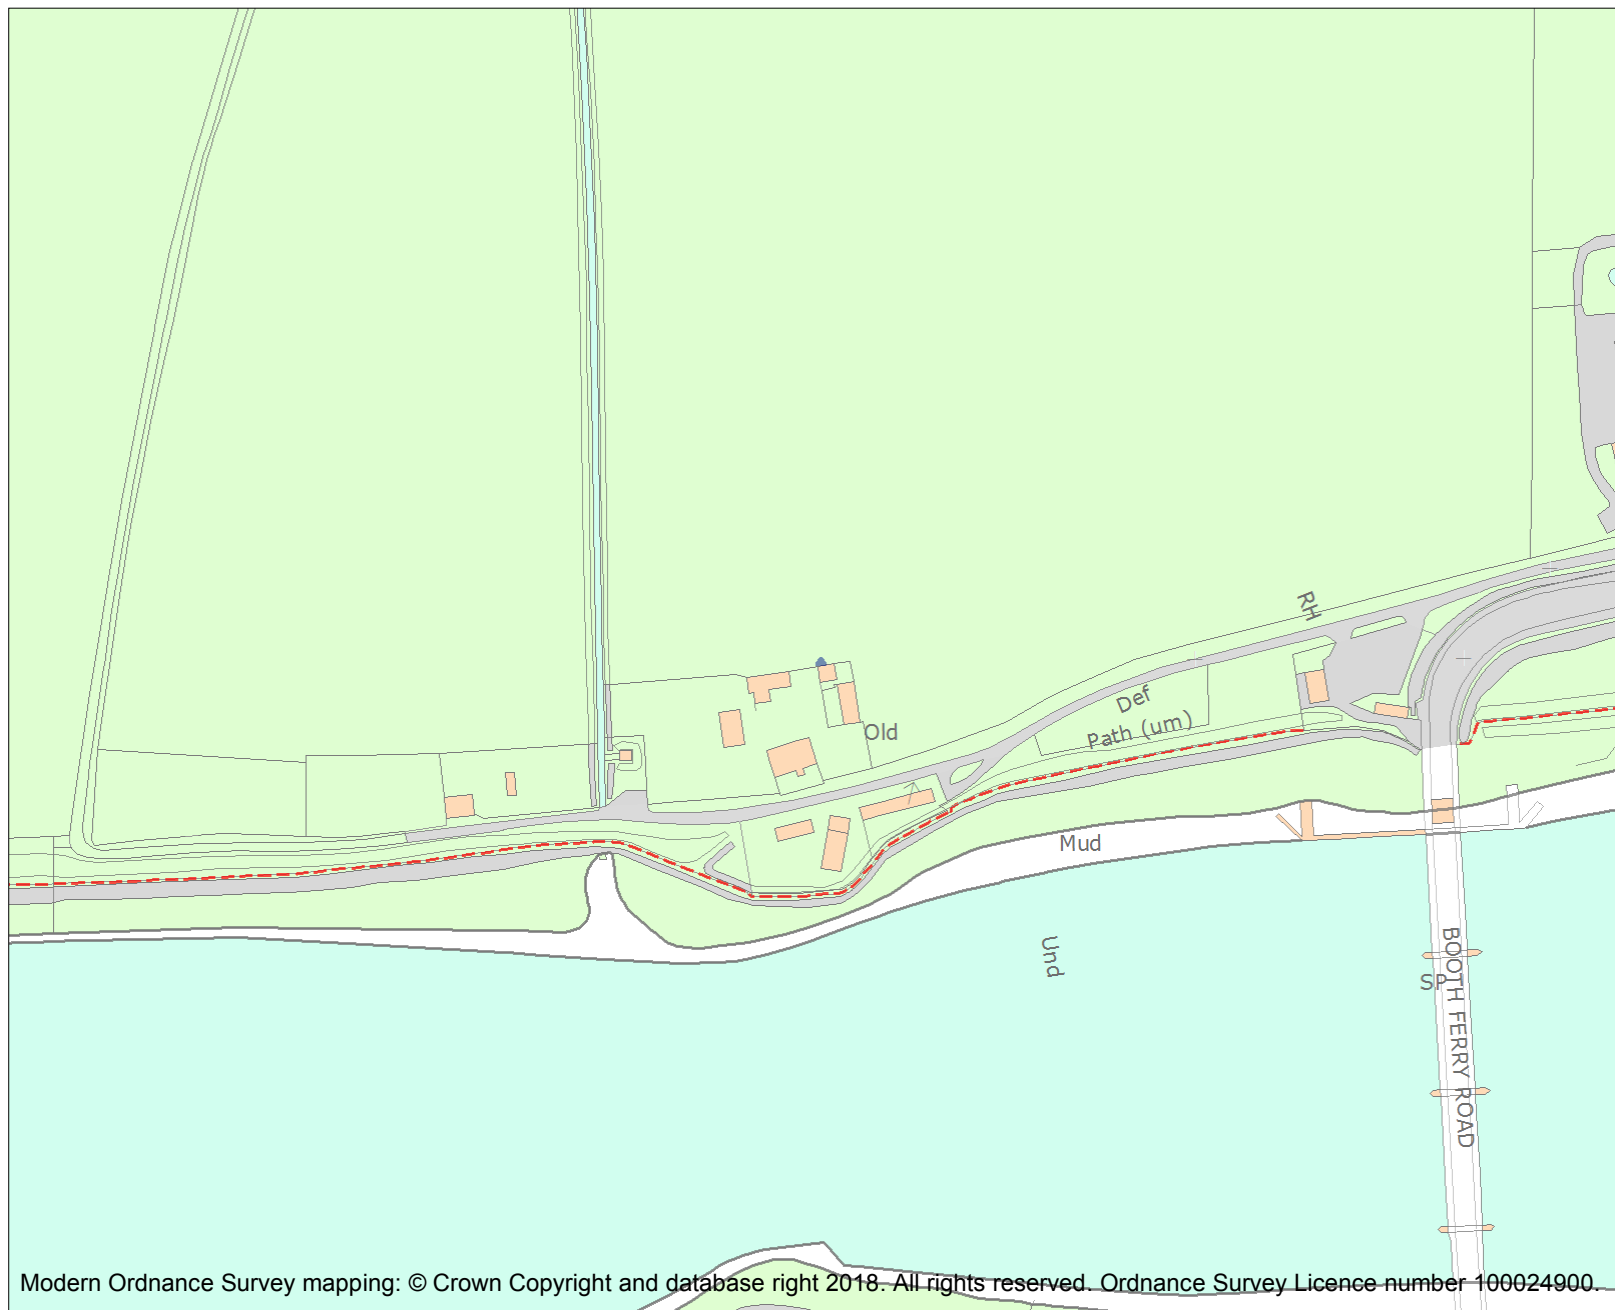 RH
Def
Path (um)
Old
Mud
Und
SP
BOOTH FERRY ROAD
Modern Ordnance Survey mapping: © Crown Copyright and database right 2018. All rights reserved. Ordnance Survey Licence number 100024900.